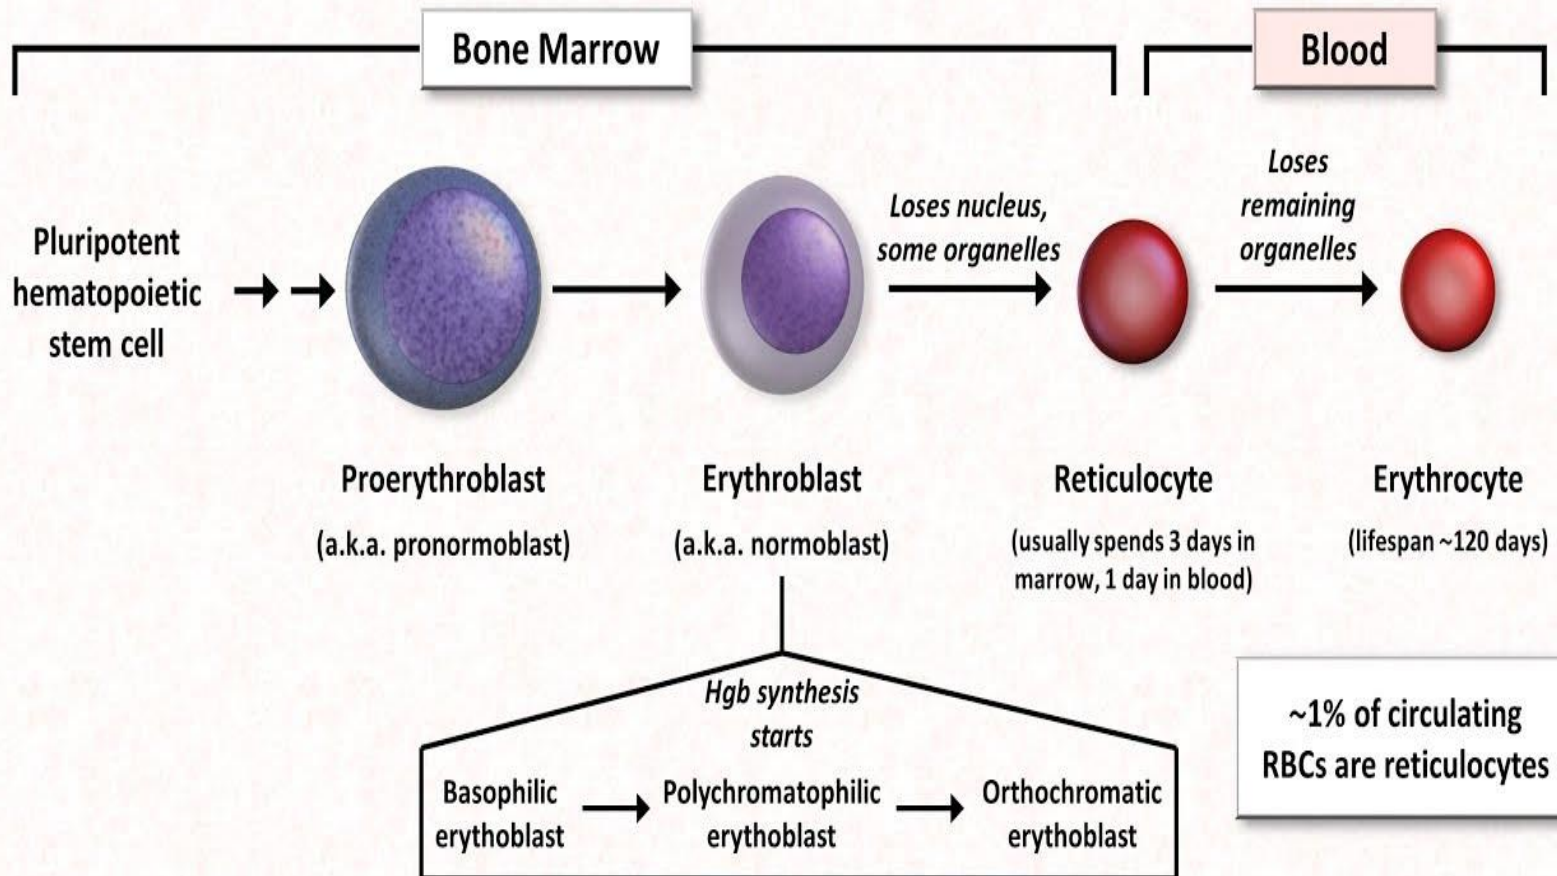 Bone Marrow
Blood
Pluripotent
hematopoietic
stem cell
Loses nucleus,
some organelles
Loses
remaining
organelles
Proerythroblast
(a.k.a. pronormoblast)
Erythroblast
(a.k.a. normoblast)
Reticulocyte
(usually spends 3 days in
marrow, 1 day in blood)
Erythrocyte
(lifespan ~120 days)
Hgb synthesis
starts
Basophilic
erythoblast
Polychromatophilic
erythoblast
Orthochromatic
erythoblast
~1% of circulating
RBCs are reticulocytes